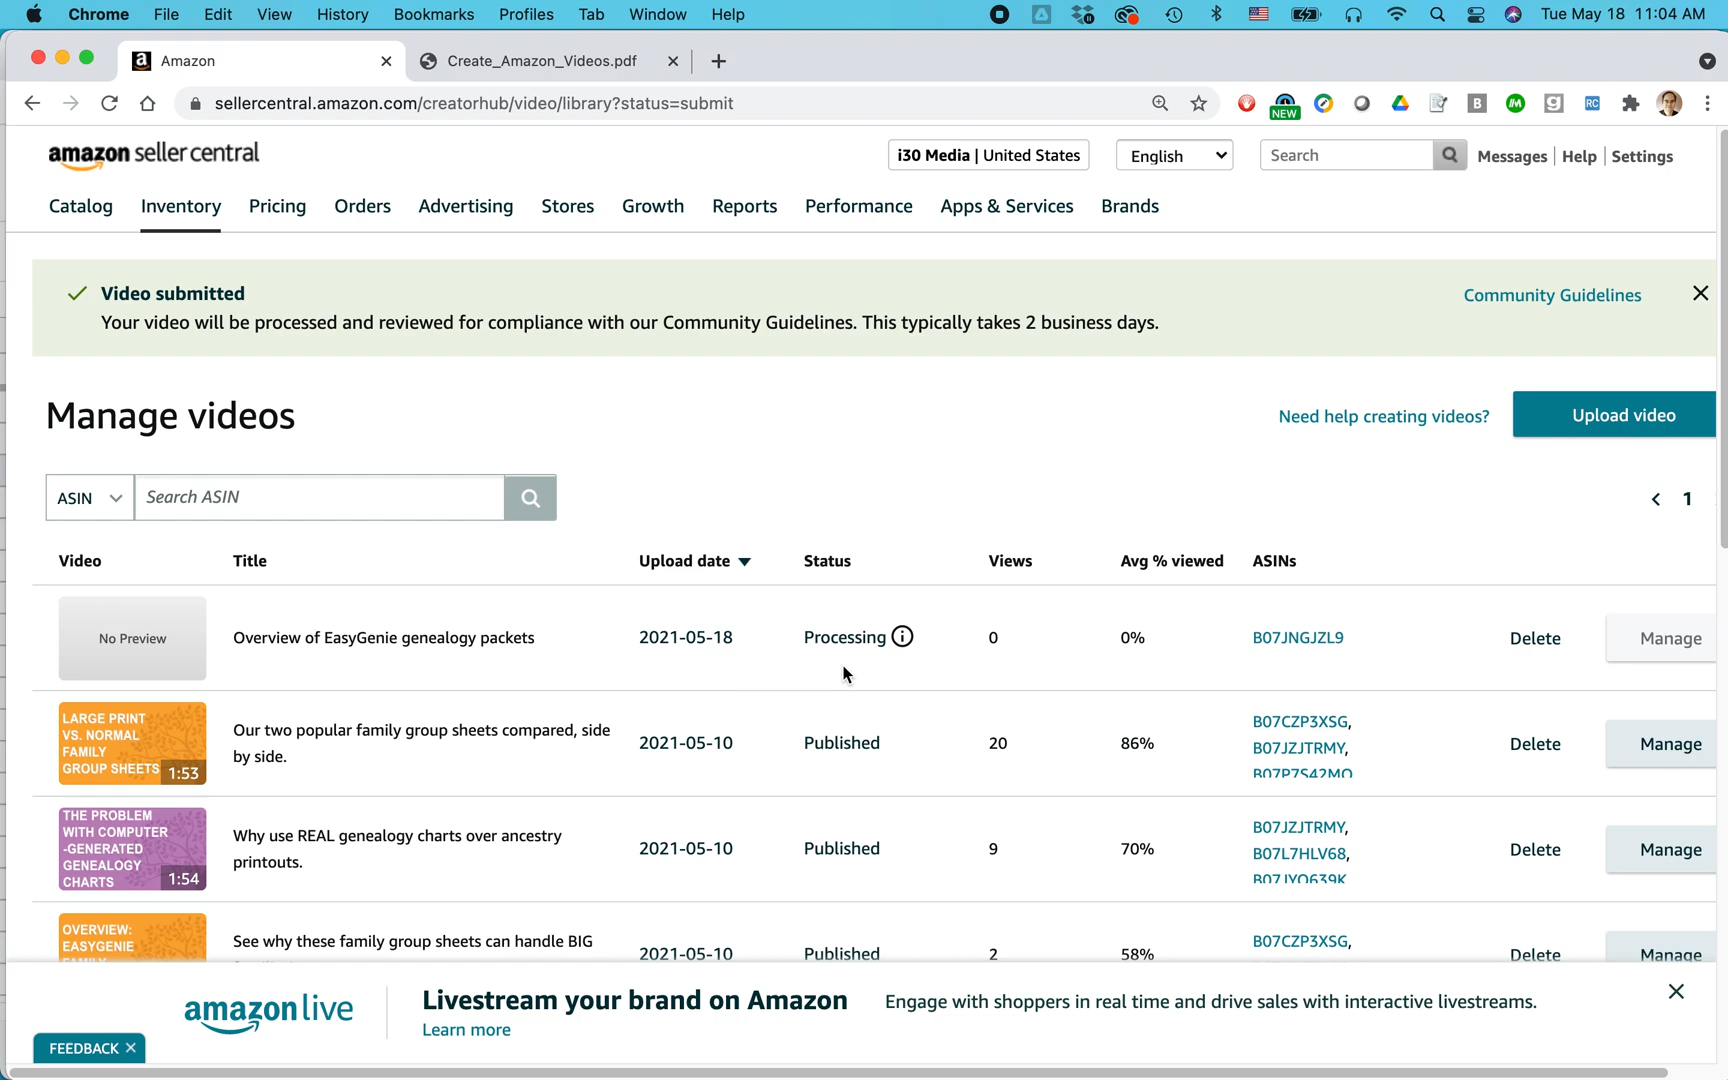 Chrome File Edit View History Bookmarks Profiles Tab Window Help Tue May 18 11:04 AM
Amazon Create_Amazon_Videos.pdf
sellercentral.amazon.com/creatorhub/video/library?status=submit
NEW B RC
amazon seller central i30 Media | United States English Search Messages Help Settings
Catalog Inventory Pricing Orders Advertising Stores Growth Reports Performance Apps & Services Brands
Video submitted Community Guidelines
Your video will be processed and reviewed for compliance with our Community Guidelines. This typically takes 2 business days.
Manage videos Need help creating videos? Upload video
ASIN Search ASIN 1
Video Title Upload date Status Views Avg % viewed ASINs
No Preview Overview of EasyGenie genealogy packets 2021-05-18 Processing 0 0% B07JNGJZL9 Delete Manage
LARGE PRINT
VS. NORMAL
FAMILY
GROUP SHEETS 1:53
Our two popular family group sheets compared, side
by side.
2021-05-10 Published 20 86%
B07CZP3XSG,
B07JZJTRMY,
B07P7S42MQ
Delete Manage
THE PROBLEM
WITH COMPUTER
-GENERATED
GENEALOGY
CHARTS 1:54
Why use REAL genealogy charts over ancestry
printouts.
2021-05-10 Published 9 70%
B07JZJTRMY,
B07L7HLV68,
B07JYQ639K
Delete Manage
OVERVIEW:
EASYGENIE
See why these family group sheets can handle BIG
2021-05-10 Published 2 58%
B07CZP3XSG,
Delete Manage
amazon live Livestream your brand on Amazon Engage with shoppers in real time and drive sales with interactive livestreams.
Learn more
FEEDBACK